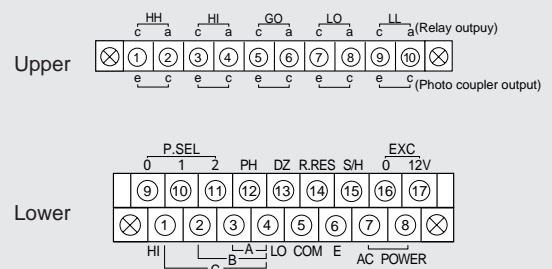 HH HI GO LO LL
c a c a c a c a c a (Relay outpuy)
Upper 1 2 3 4 5 6 7 8 9 10
e c e c e c e c e c (Photo coupler output)
P.SEL EXC
0 1 2 PH DZ R.RES S/H 0 12V
9 10 11 12 13 14 15 16 17
Lower
1 2 3 4 5 6 7 8
HI A LO COM E AC POWER
B
C